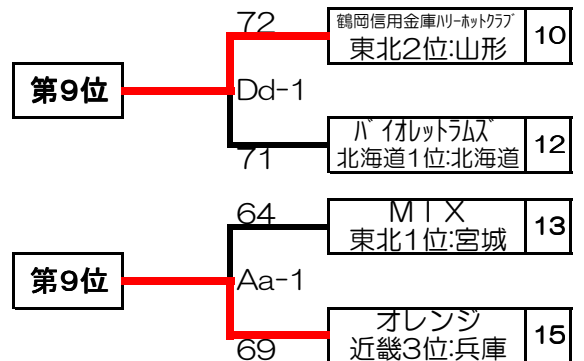 72
鶴岡信用金庫ハリーホットクラブ
東北2位:山形
10
第9位
Dd-1
バイオレットラムズ
北海道1位:北海道
12
71
64
MIX
東北1位:宮城
13
第9位
Aa-1
オレンジ
近畿3位:兵庫
15
69